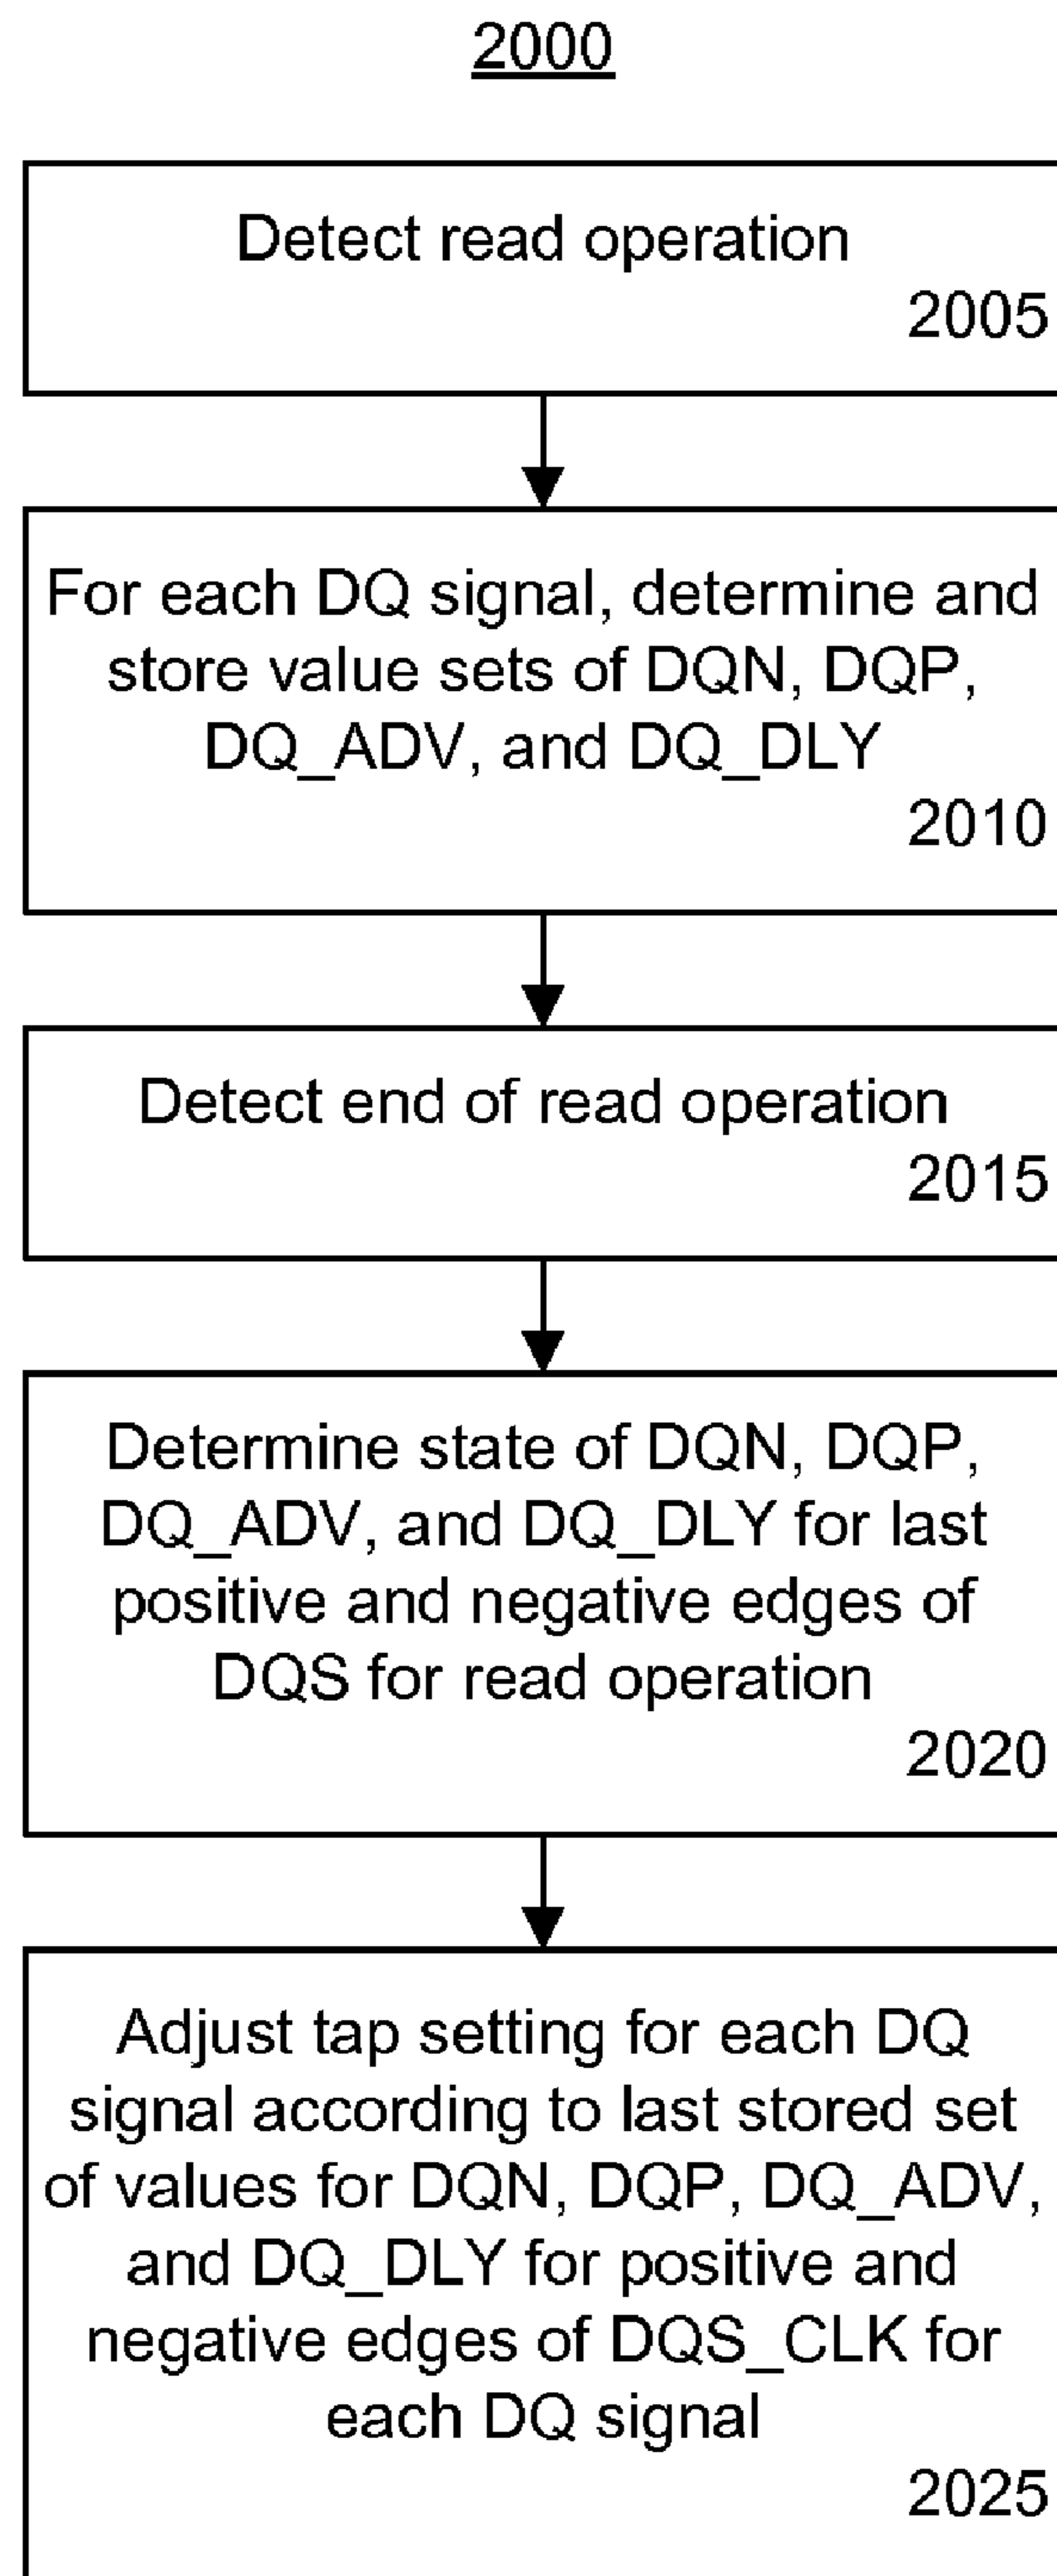 2000
Detect read operation
2005
For each DQ signal, determine and
store value sets of DQN, DQP,
DQ_ADV, and DQ_DLY
2010
Detect end of read operation
2015
Determine state of DQN, DQP,
DQ_ADV, and DQ_DLY for last
positive and negative edges of
DQS for read operation
2020
Adjust tap setting for each DQ
signal according to last stored set
of values for DQN, DQP, DQ_ADV,
and DQ_DLY for positive and
negative edges of DQS_CLK for
each DQ signal
2025